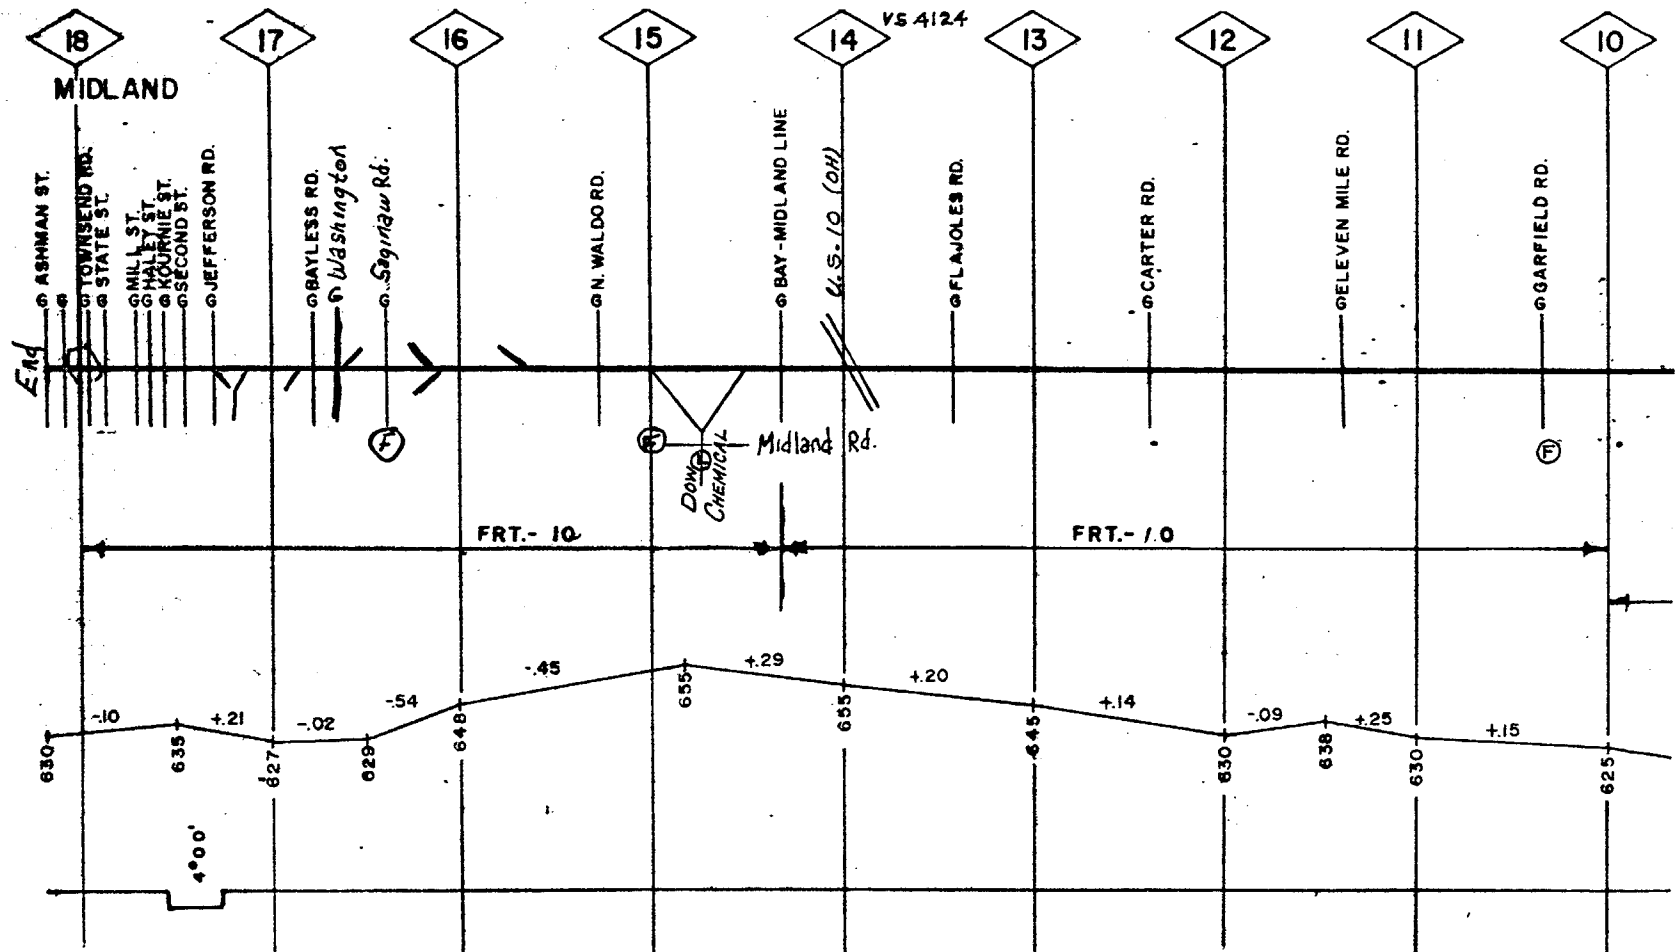 18
17
16
15
14
VS 4124
13
12
11
10
MIDLAND
ASHMAN ST.
TOWNSEND RD.
STATE ST.
MILL ST.
HALEY ST.
KOURNIE ST.
SECOND ST.
JEFFERSON RD.
BAYLESS RD.
Washington
Saginaw Rd.
N. WALDO RD.
BAY-MIDLAND LINE
U.S. 10 (OH)
FLAJOLES RD.
CARTER RD.
ELEVEN MILE RD.
GARFIELD RD.
End
F
Midland Rd.
F
DOW
CHEMICAL
FRT.- 10
FRT.- 10
-.10
+.21
-.02
-.54
-.45
+.29
+.20
+.14
-.09
+.25
+.15
630
635
627
629
648
655
655
645
630
638
630
625
4°00'